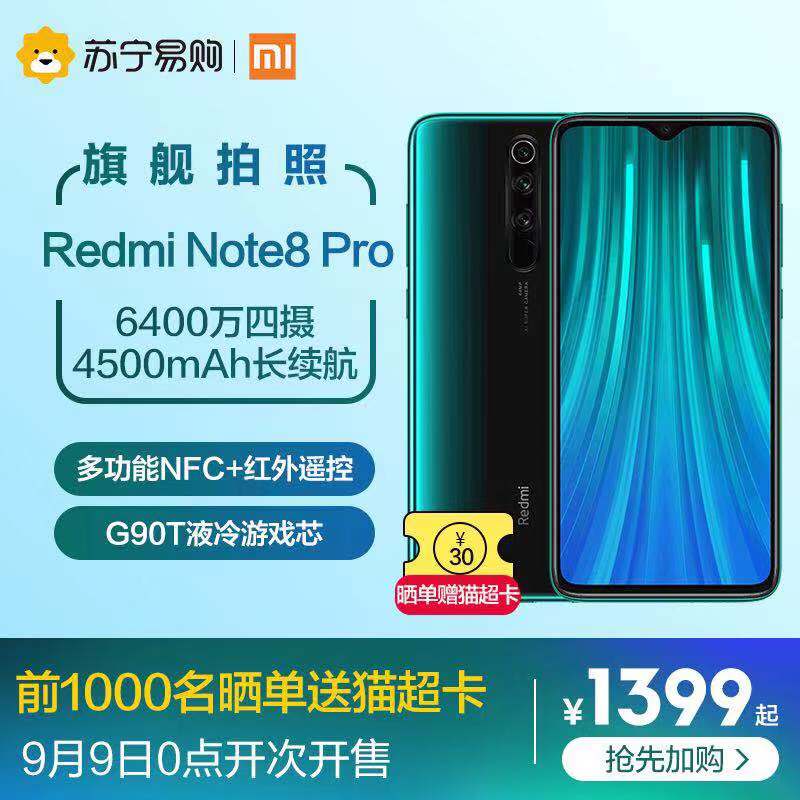 苏宁易购
旗舰拍照
Redmi Note8 Pro
6400万四摄
4500mAh长续航
多功能NFC+红外遥控
G90T液冷游戏芯
Redmi
¥
30
晒单赠猫超卡
前1000名晒单送猫超卡
9月9日0点开次开售
¥1399起
抢先加购 >